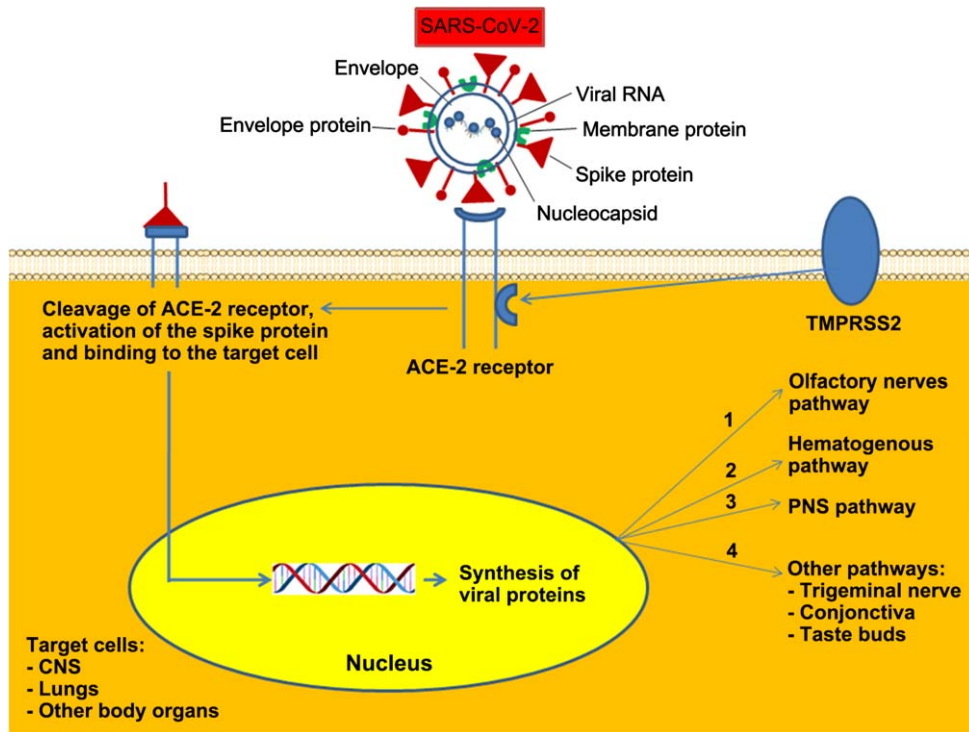 SARS-CoV-2
Envelope
Viral RNA
Envelope protein
Membrane protein
Spike protein
Nucleocapsid
TMPRSS2
Cleavage of ACE-2 receptor,
activation of the spike protein
and binding to the target cell
ACE-2 receptor
1
Olfactory nerves
pathway
2
Hematogenous
pathway
3
PNS pathway
4
Other pathways:
- Trigeminal nerve
- Conjonctiva
- Taste buds
Synthesis of
viral proteins
Nucleus
Target cells:
- CNS
- Lungs
- Other body organs